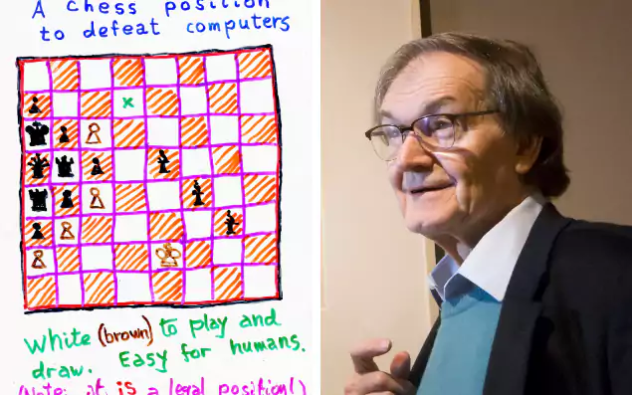 A chess position
to defeat computers
x
White (brown) to play and
draw. Easy for humans.
(Note: it IS a legal position!)